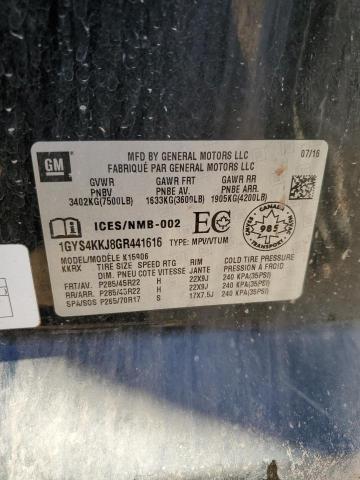 GM
MFD BY GENERAL MOTORS LLC
FABRIQUÉ PAR GENERAL MOTORS LLC
07/16
GVWR GAWR FRT GAWR RR
PNBV PNBE AV. PNBE ARR.
3402KG(7500LB) 1633KG(3600LB) 1905KG(4200LB)
ICES/NMB-002 EC
CANADA
985
TRANSPORT
1GYS4KKJ8GR441616 TYPE: MPV/VTUM
MODEL/MODÈLE K15906
KKRX TIRE SIZE SPEED RTG RIM COLD TIRE PRESSURE
DIM. PNEU COTE VITESSE JANTE PRESSION À FROID
FRT/AV. P285/45R22 H 22X9J 240 KPA(35PSI)
RR/ARR. P285/45R22 H 22X9J 240 KPA(35PSI)
SPA/SOS P265/70R17 S 17X7.5J 240 KPA(35PSI)